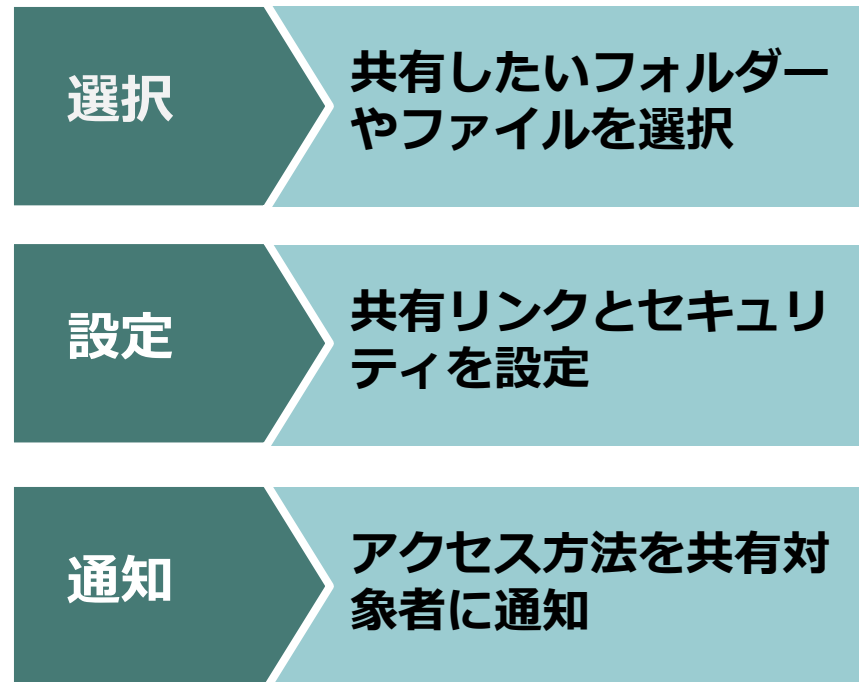 選択
共有したいフォルダー
やファイルを選択
設定
共有リンクとセキュリ
ティを設定
通知
アクセス方法を共有対
象者に通知